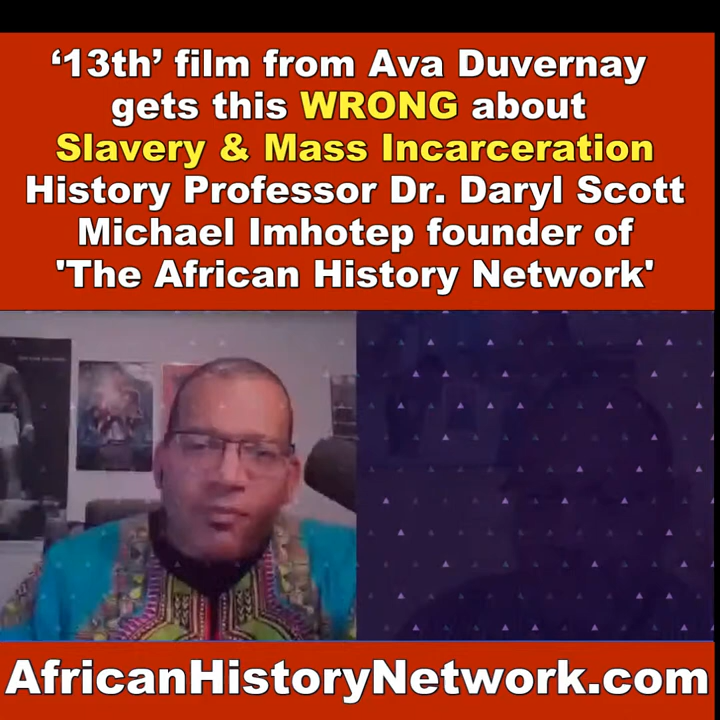 ‘13th’ film from Ava Duvernay
gets this WRONG about
Slavery & Mass Incarceration
History Professor Dr. Daryl Scott
Michael Imhotep founder of
'The African History Network'
AfricanHistoryNetwork.com